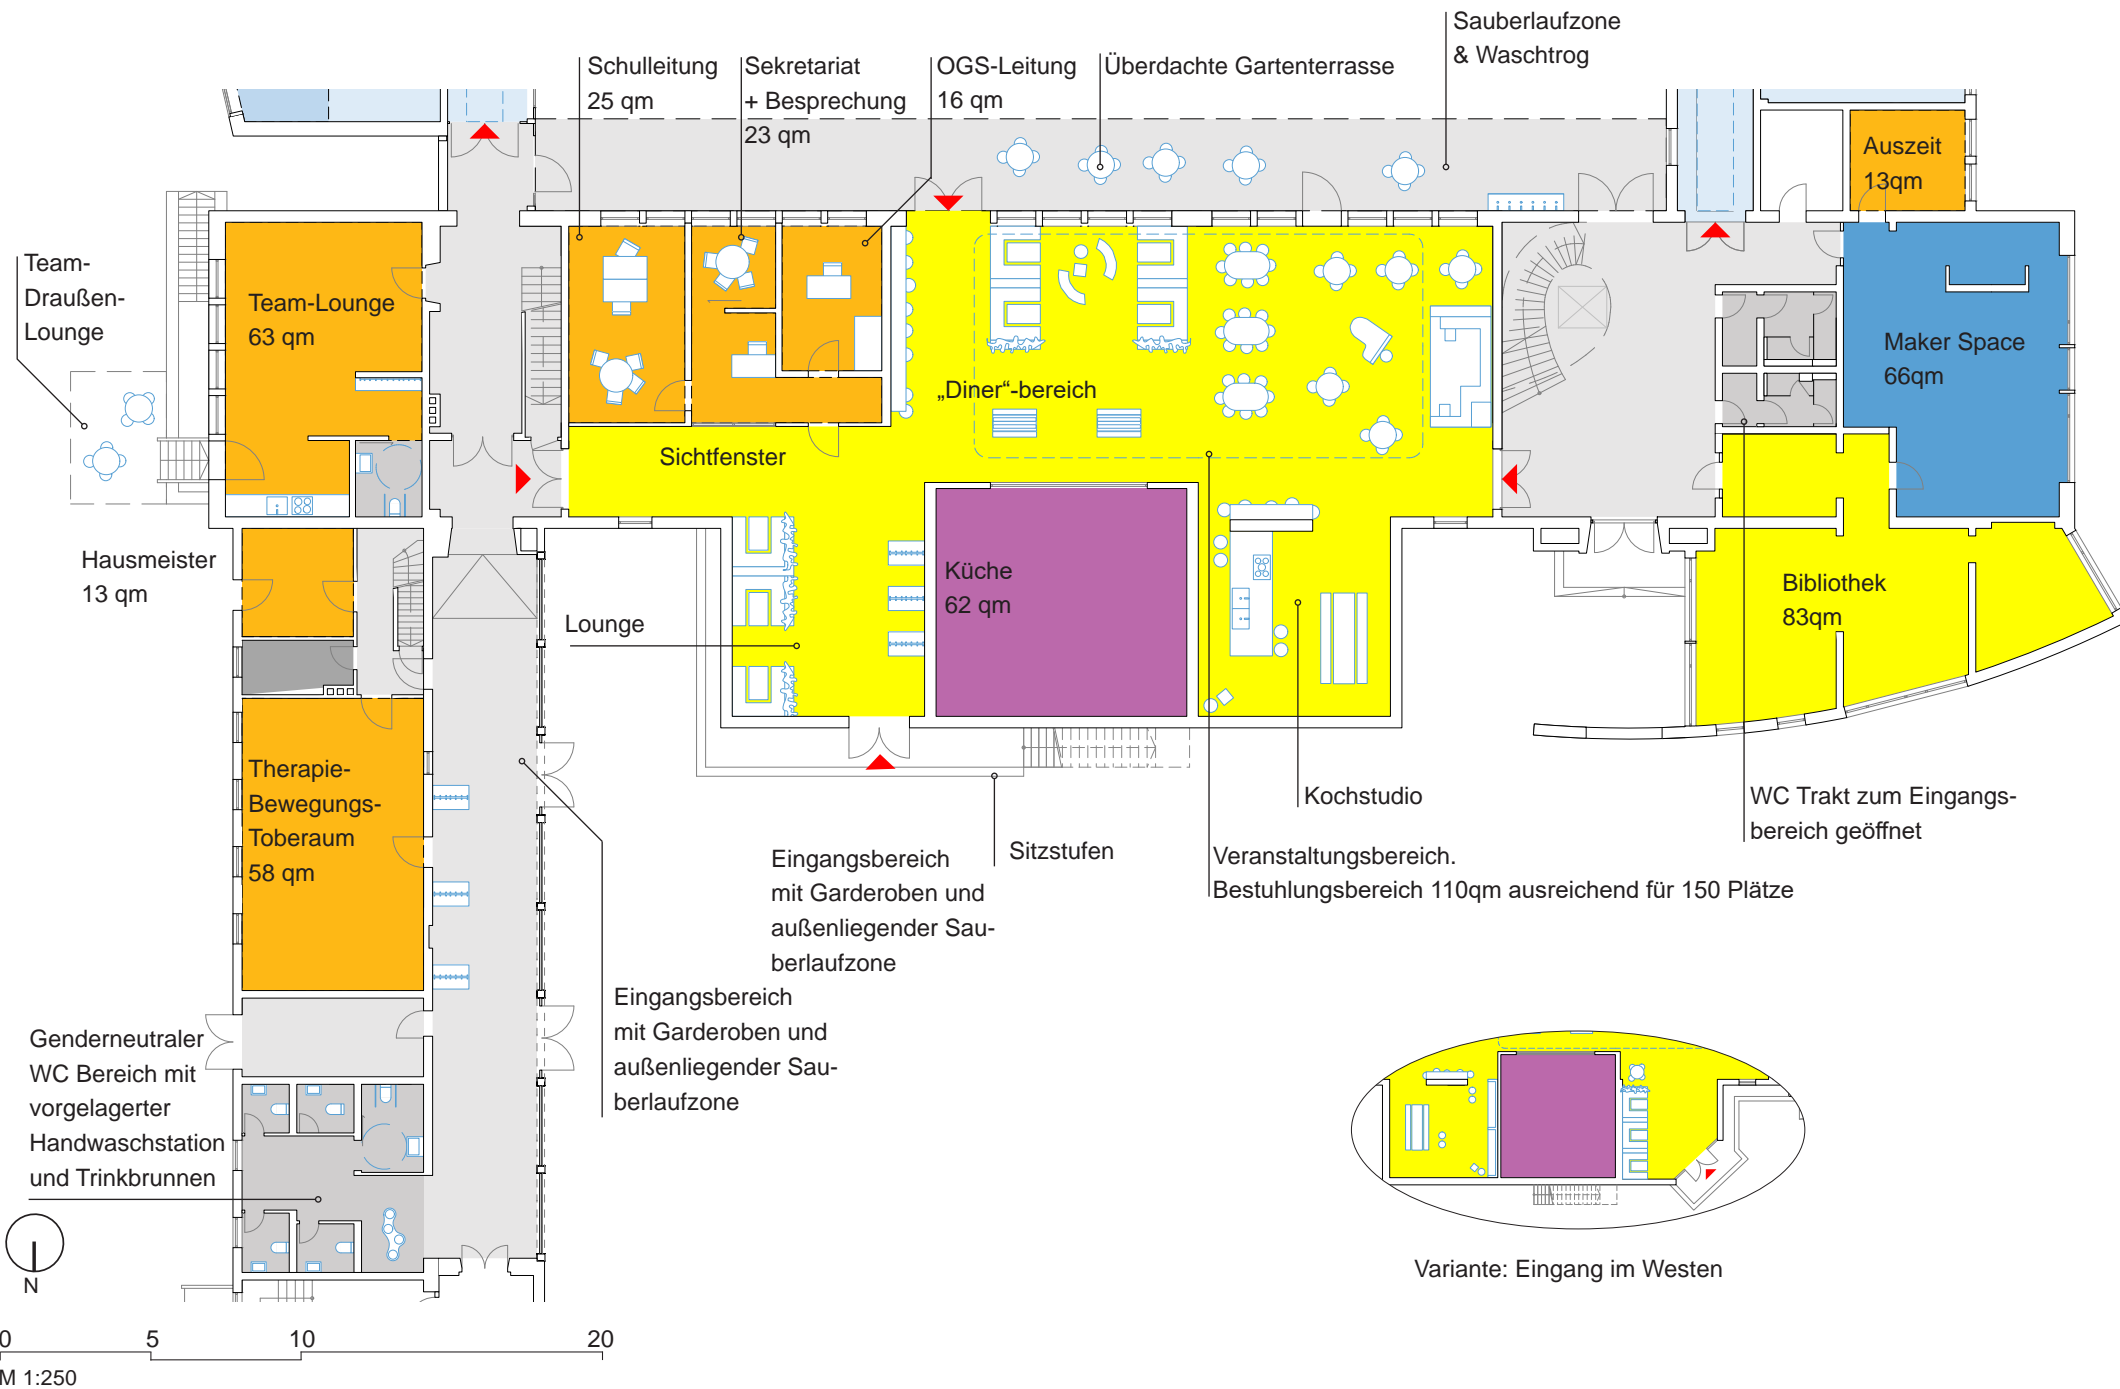 Sauberlaufzone
& Waschtrog
Schulleitung
25 qm
Sekretariat
+ Besprechung
23 qm
OGS-Leitung
16 qm
Überdachte Gartenterrasse
Auszeit
13qm
Team-
Draußen-
Lounge
Team-Lounge
63 qm
Maker Space
66qm
„Diner“-bereich
Sichtfenster
Hausmeister
13 qm
Küche
62 qm
Bibliothek
83qm
Lounge
Therapie-
Bewegungs-
Toberaum
58 qm
Kochstudio
WC Trakt zum Eingangs-
bereich geöffnet
Sitzstufen
Eingangsbereich
mit Garderoben und
außenliegender Sau-
berlaufzone
Veranstaltungsbereich.
Bestuhlungsbereich 110qm ausreichend für 150 Plätze
Eingangsbereich
mit Garderoben und
außenliegender Sau-
berlaufzone
Genderneutraler
WC Bereich mit
vorgelagerter
Handwaschstation
und Trinkbrunnen
Variante: Eingang im Westen
N
0 5 10 20
M 1:250